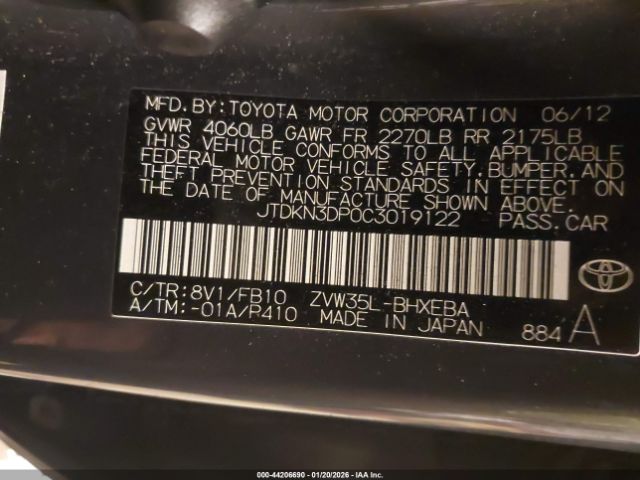 MFD. BY: TOYOTA MOTOR CORPORATION 06/12
GVWR 4060LB GAWR FR 2270LB RR 2175LB
THIS VEHICLE CONFORMS TO ALL APPLICABLE
FEDERAL MOTOR VEHICLE SAFETY, BUMPER, AND
THEFT PREVENTION STANDARDS IN EFFECT ON
THE DATE OF MANUFACTURE SHOWN ABOVE.
JTDKN3DP0C3019122 PASS. CAR
C/TR: 8V1/FB10 ZVW35L-BHXEBA
A/TM: -01A/P410 MADE IN JAPAN 884 A
TOYOTA
000-44206690 - 01/20/2026 - IAA Inc.